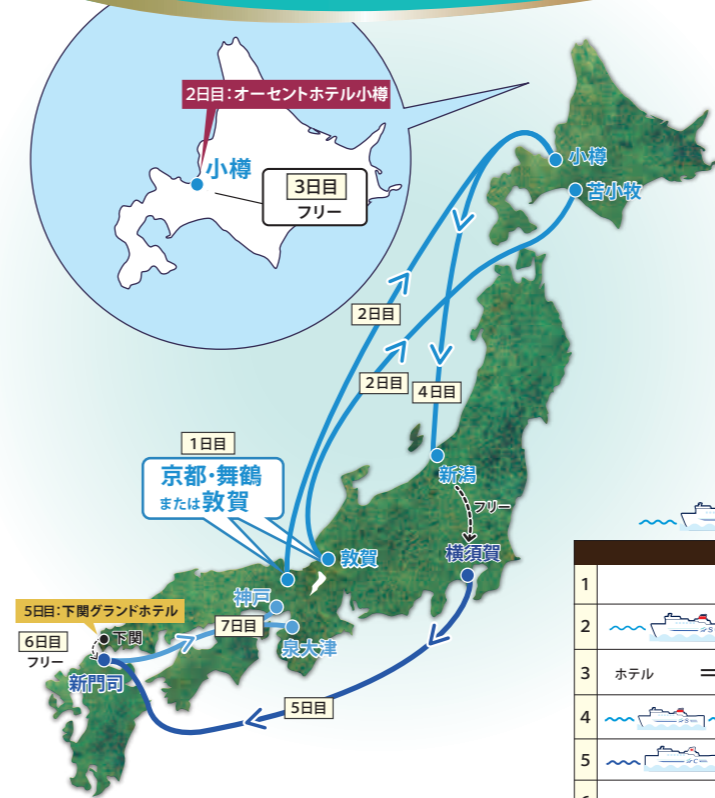 2日目:オーセントホテル小樽
小樽
3日目
フリー
小樽
苫小牧
2日目
2日目
4日目
1日目
京都・舞鶴
または敦賀
新潟
フリー
横須賀
敦賀
神戸
泉大津
7日目
5日目:下関グランドホテル
下関
6日目
フリー
新門司
5日目
1
2
3 ホテル
4
5